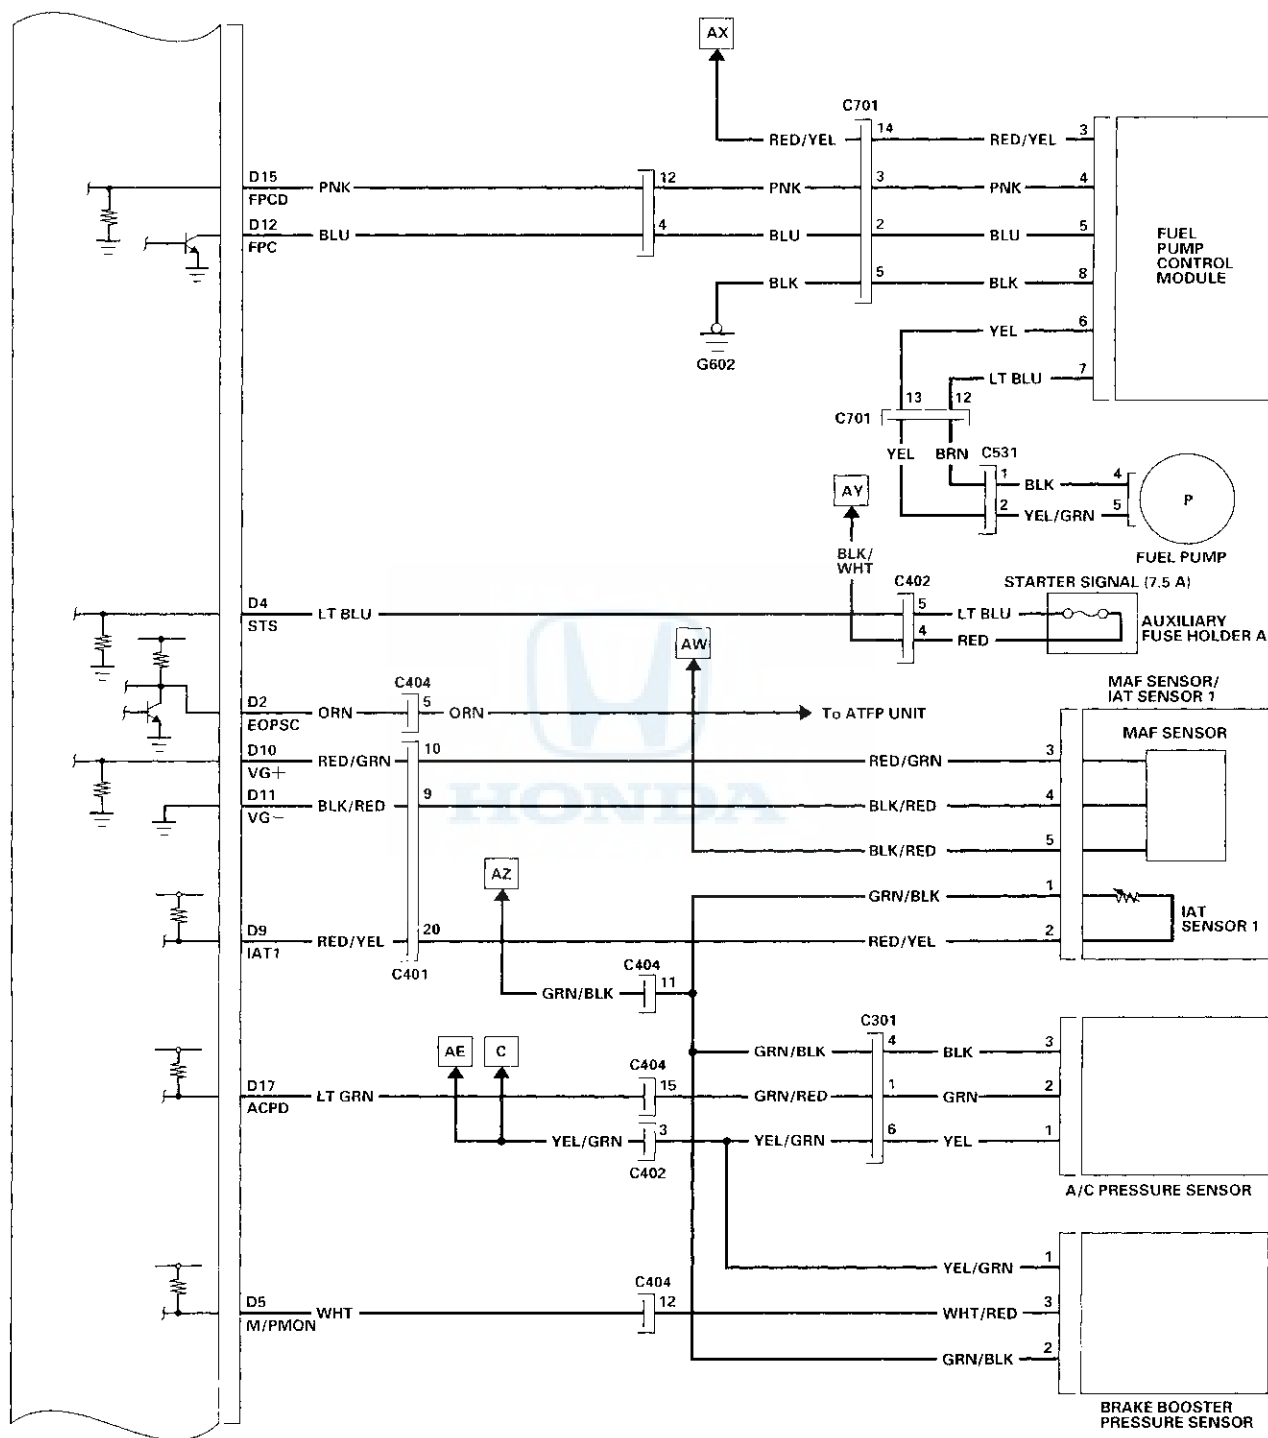 AX
C701
RED/YEL 14 RED/YEL 3
D15 PNK 12 PNK 3 PNK 4
FPCD
D12 BLU 4 BLU 2 BLU 5
FPC
FUEL
PUMP
CONTROL
MODULE
BLK 5 BLK 8
YEL 6
G602
LT BLU 7
13 12
C701
YEL BRN C531
1 BLK 4
AY
2 YEL/GRN 5
P
BLK/
WHT
FUEL PUMP
C402 STARTER SIGNAL (7.5 A)
D4 LT BLU 5 LT BLU
STS
4 RED
AUXILIARY
FUSE HOLDER A
AW
C404
MAF SENSOR/
IAT SENSOR 1
D2 ORN 5 ORN To ATFP UNIT
EOPSC
MAF SENSOR
D10 RED/GRN 10 RED/GRN 3
VG+
D11 BLK/RED 9 BLK/RED 4
VG−
HONDA
BLK/RED 5
AZ
GRN/BLK 1
IAT
SENSOR 1
D9 RED/YEL 20 RED/YEL 2
IAT1
C401
C404
GRN/BLK 11
C301
AE C
GRN/BLK 4 BLK 3
C404
D17 LT GRN 15 GRN/RED 1 GRN 2
ACPD
YEL/GRN 3 YEL/GRN 6 YEL 1
C402
A/C PRESSURE SENSOR
YEL/GRN 1
C404
D5 WHT 12 WHT/RED 3
M/PMON
GRN/BLK 2
BRAKE BOOSTER
PRESSURE SENSOR